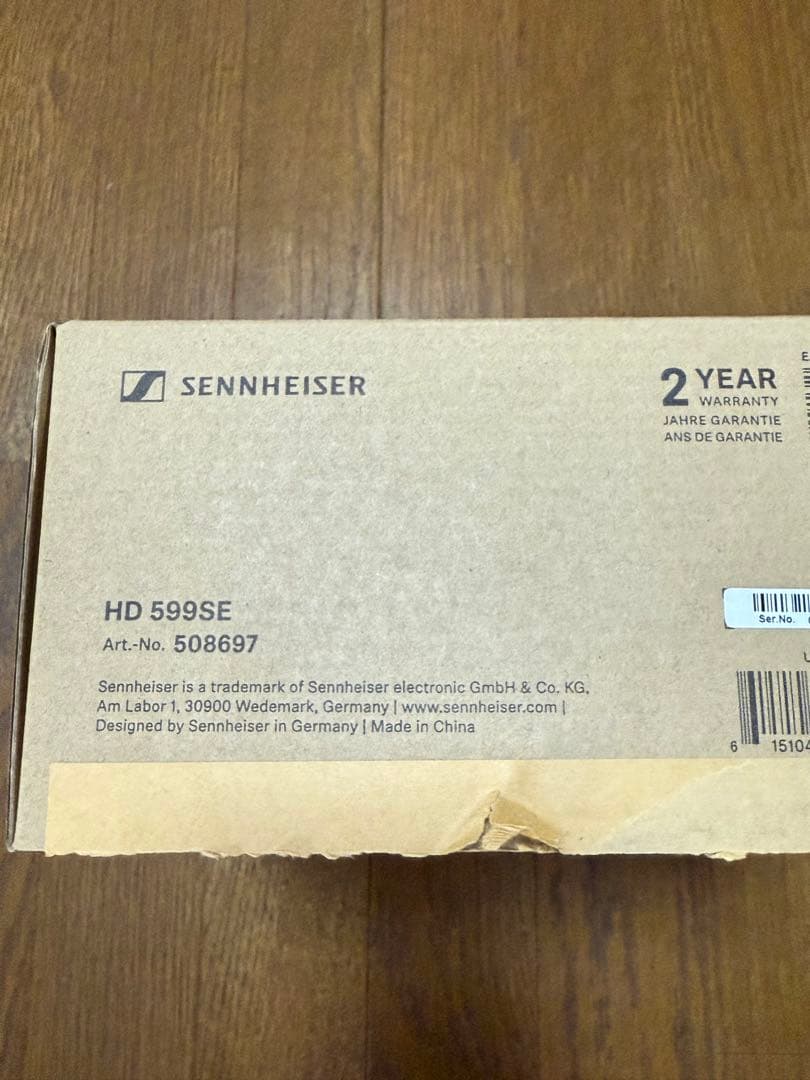 SENNHEISER
2 YEAR
WARRANTY
JAHRE GARANTIE
ANS DE GARANTIE
HD 599SE
Art.-No. 508697
Ser.No.
Sennheiser is a trademark of Sennheiser electronic GmbH & Co. KG,
Am Labor 1, 30900 Wedemark, Germany | www.sennheiser.com |
Designed by Sennheiser in Germany | Made in China
6 15104